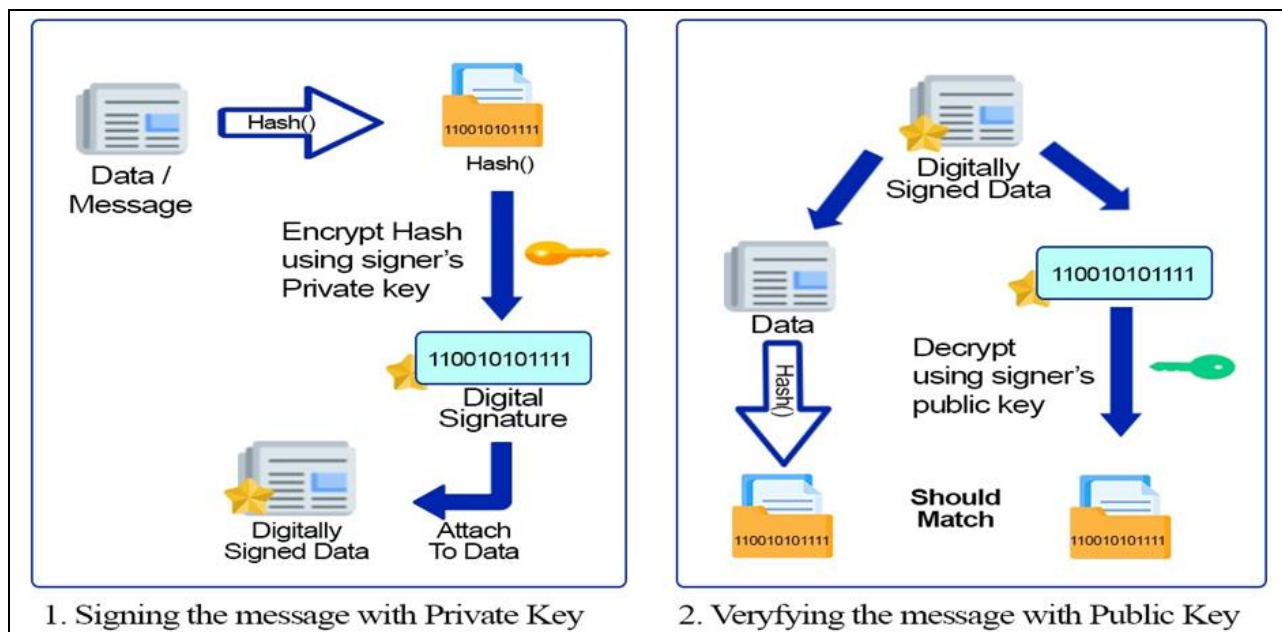 Data /
Message
Hash()
110010101111
Hash()
Encrypt Hash
using signer's
Private key
110010101111
Digital
Signature
Attach
To Data
Digitally
Signed Data
1. Signing the message with Private Key
Digitally
Signed Data
Data
110010101111
Hash()
Decrypt
using signer's
public key
110010101111
Should
Match
110010101111
2. Veryfying the message with Public Key